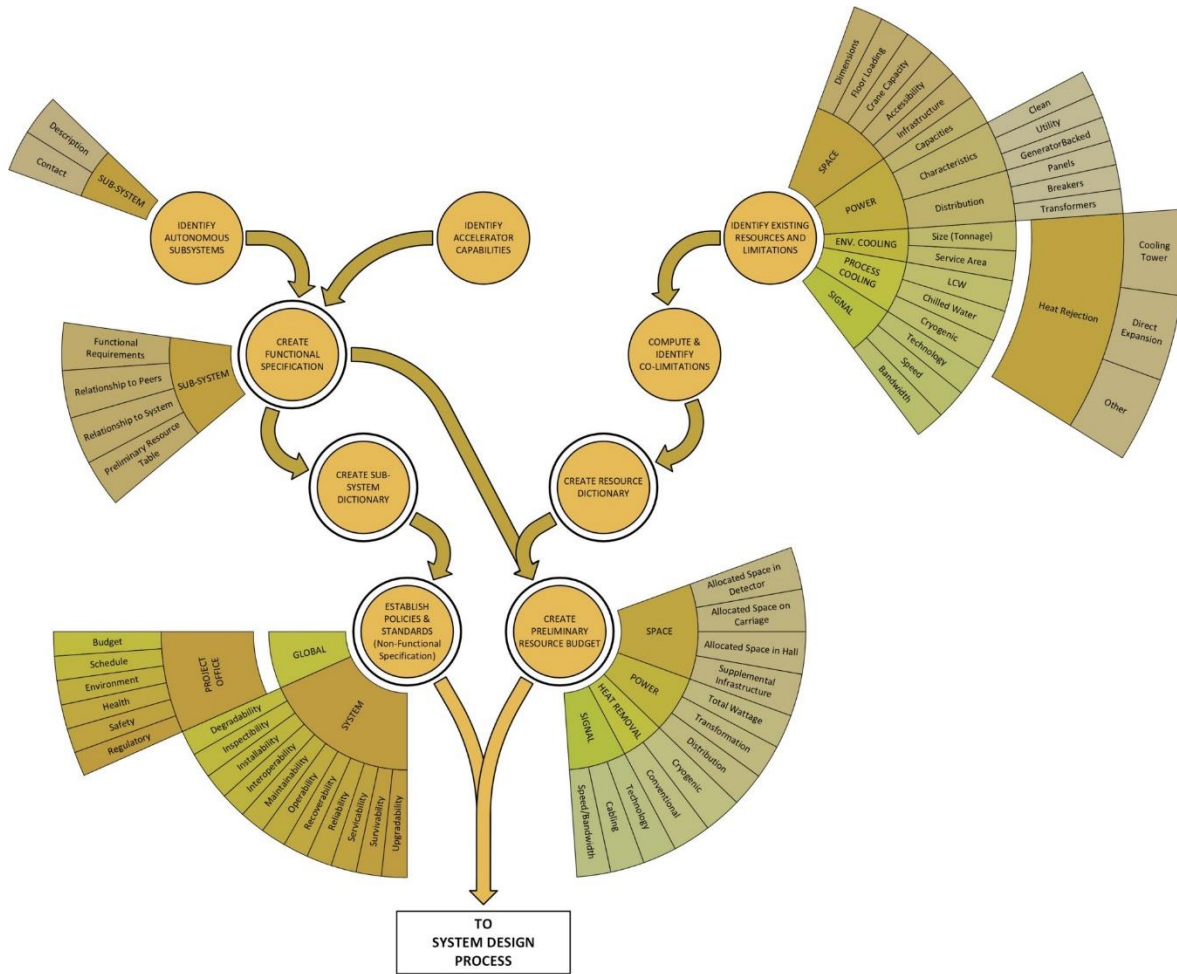 Description
Contact
SUB-SYSTEM
IDENTIFY
AUTONOMOUS
SUBSYSTEMS
IDENTIFY
ACCELERATOR
CAPABILITIES
IDENTIFY EXISTING
RESOURCES AND
LIMITATIONS
Dimensions
Floor Loading
Crane Capacity
Accessibility
Infrastructure
SPACE
Capacities
Characteristics
Distribution
POWER
Clean
Utility
GeneratorBacked
Panels
Breakers
Transformers
ENV. COOLING
Size (Tonnage)
Service Area
PROCESS
COOLING
LCW
Chilled Water
Cryogenic
SIGNAL
Technology
Speed
Bandwidth
Heat Rejection
Cooling
Tower
Direct
Expansion
Other
CREATE
FUNCTIONAL
SPECIFICATION
Functional
Requirements
Relationship to Peers
Relationship to System
Preliminary Resource
Table
SUB-SYSTEM
COMPUTE &
IDENTIFY
CO-LIMITATIONS
CREATE SUB-
SYSTEM
DICTIONARY
CREATE RESOURCE
DICTIONARY
ESTABLISH
POLICIES &
STANDARDS
(Non-Functional
Specification)
CREATE
PRELIMINARY
RESOURCE BUDGET
GLOBAL
PROJECT
OFFICE
Budget
Schedule
Environment
Health
Safety
Regulatory
SYSTEM
Degradability
Inspectibility
Installability
Interoperability
Maintainability
Operability
Recoverability
Reliability
Servicability
Survivability
Upgradability
SPACE
Allocated Space in
Detector
Allocated Space on
Carriage
Allocated Space in Hall
Supplemental
Infrastructure
POWER
Total Wattage
Transformation
Distribution
HEAT REMOVAL
Cryogenic
Conventional
SIGNAL
Technology
Cabling
Speed/Bandwidth
TO
SYSTEM DESIGN
PROCESS